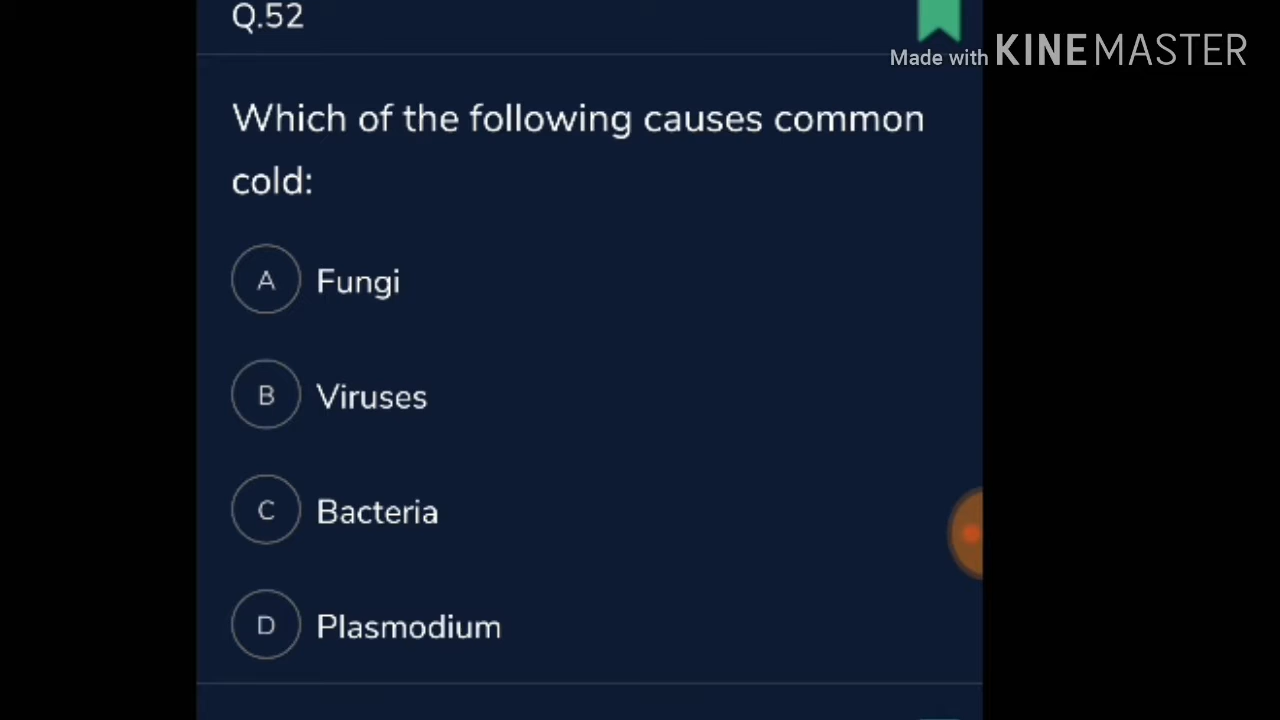 Q.52
Made with KINEMASTER
Which of the following causes common
cold:
A Fungi
B Viruses
C Bacteria
D Plasmodium